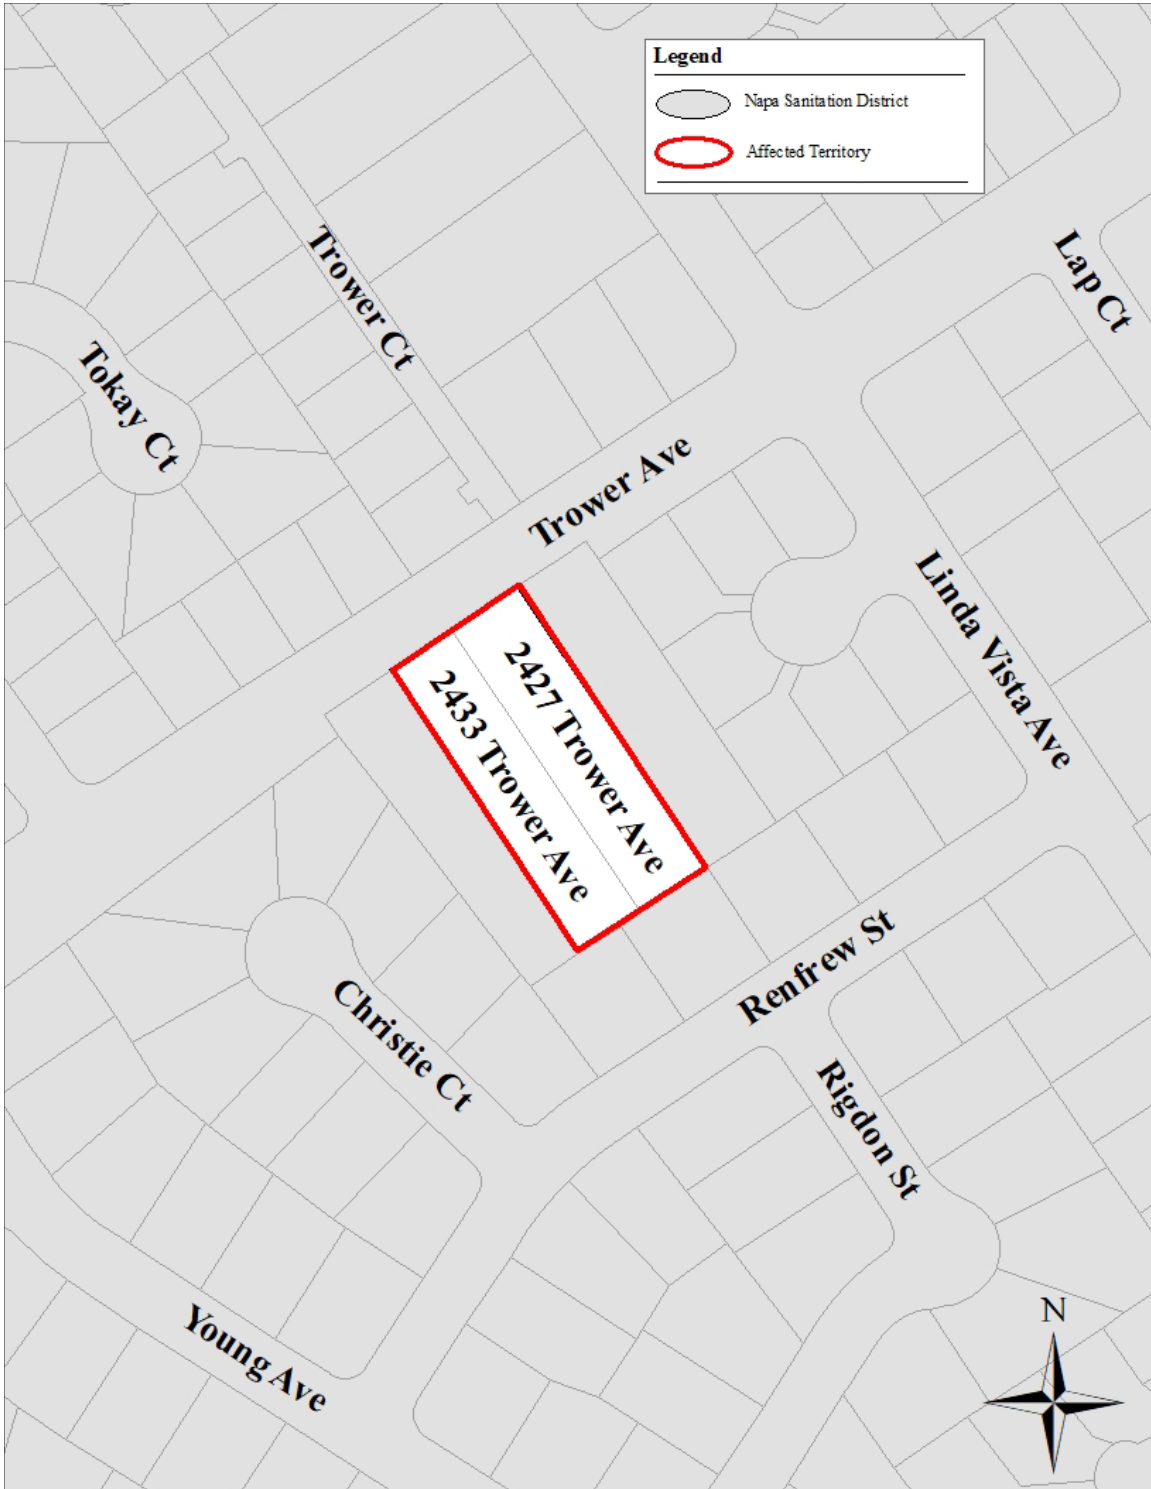 Legend
Napa Sanitation District
Affected Territory
Lap Ct
Trower Ct
Tokay Ct
Trower Ave
Linda Vista Ave
2427 Trower Ave
2433 Trower Ave
Renfrew St
Christie Ct
Rigdon St
Young Ave
N